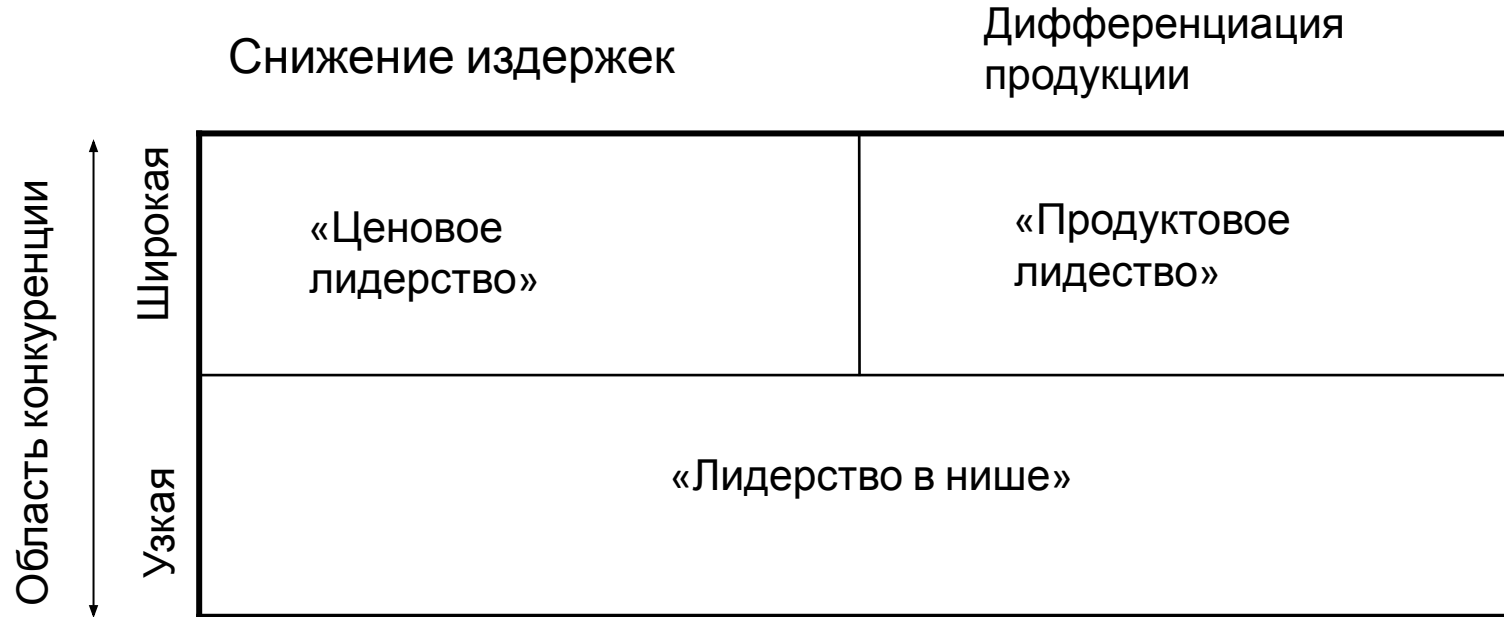 Снижение издержек
Дифференциация
продукции
Область конкуренции
Широкая
«Ценовое
лидерство»
«Продуктовое
лидество»
Узкая
«Лидерство в нише»